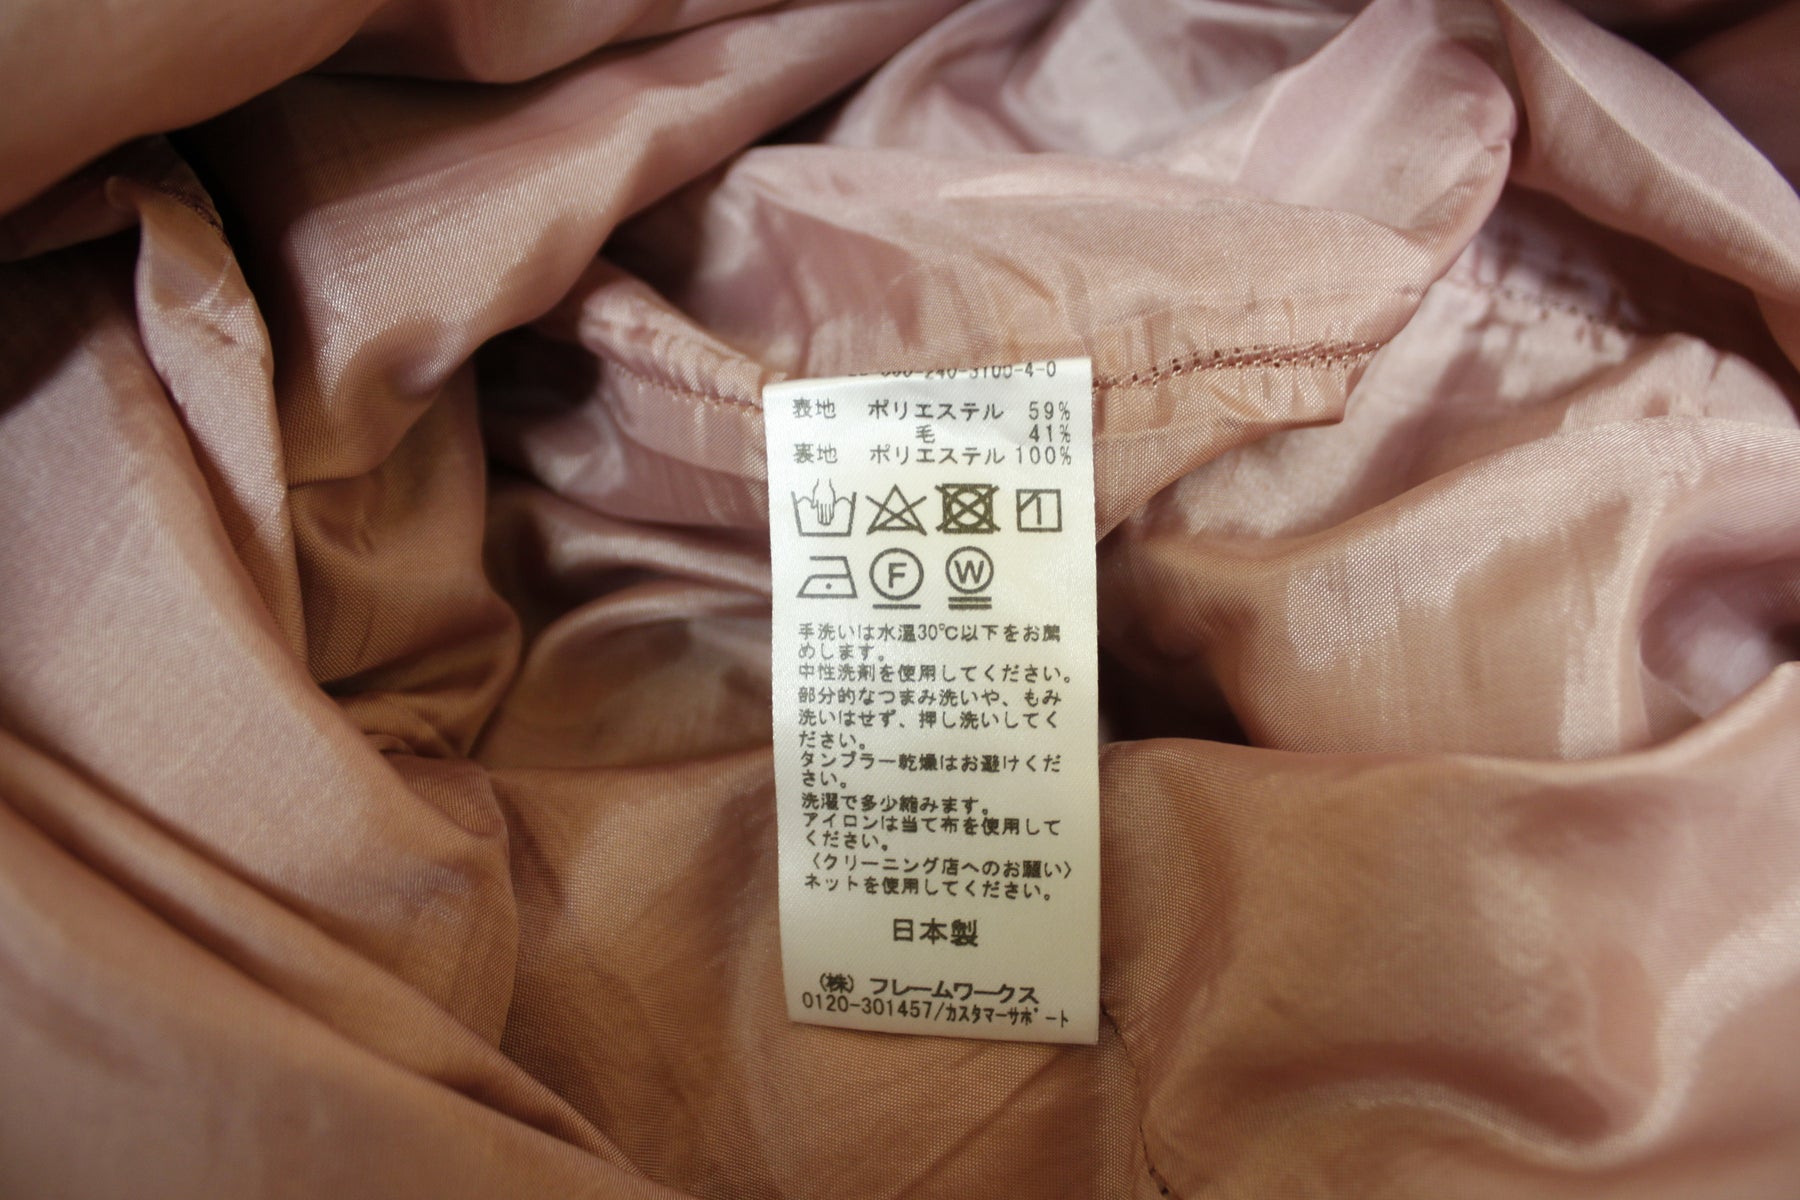 240-3100-4-0
表地 ポリエステル 59%
毛 41%
裏地 ポリエステル 100%
F W
手洗いは水温30℃以下をお薦
めします。
中性洗剤を使用してください。
部分的なつまみ洗いや、もみ
洗いはせず、押し洗いしてく
ださい。
タンブラー乾燥はお避けくだ
さい。
洗濯で多少縮みます。
アイロンは当て布を使用して
ください。
〈クリーニング店へのお願い〉
ネットを使用してください。
日本製
(株) フレームワークス
0120-301457/カスタマーサポート